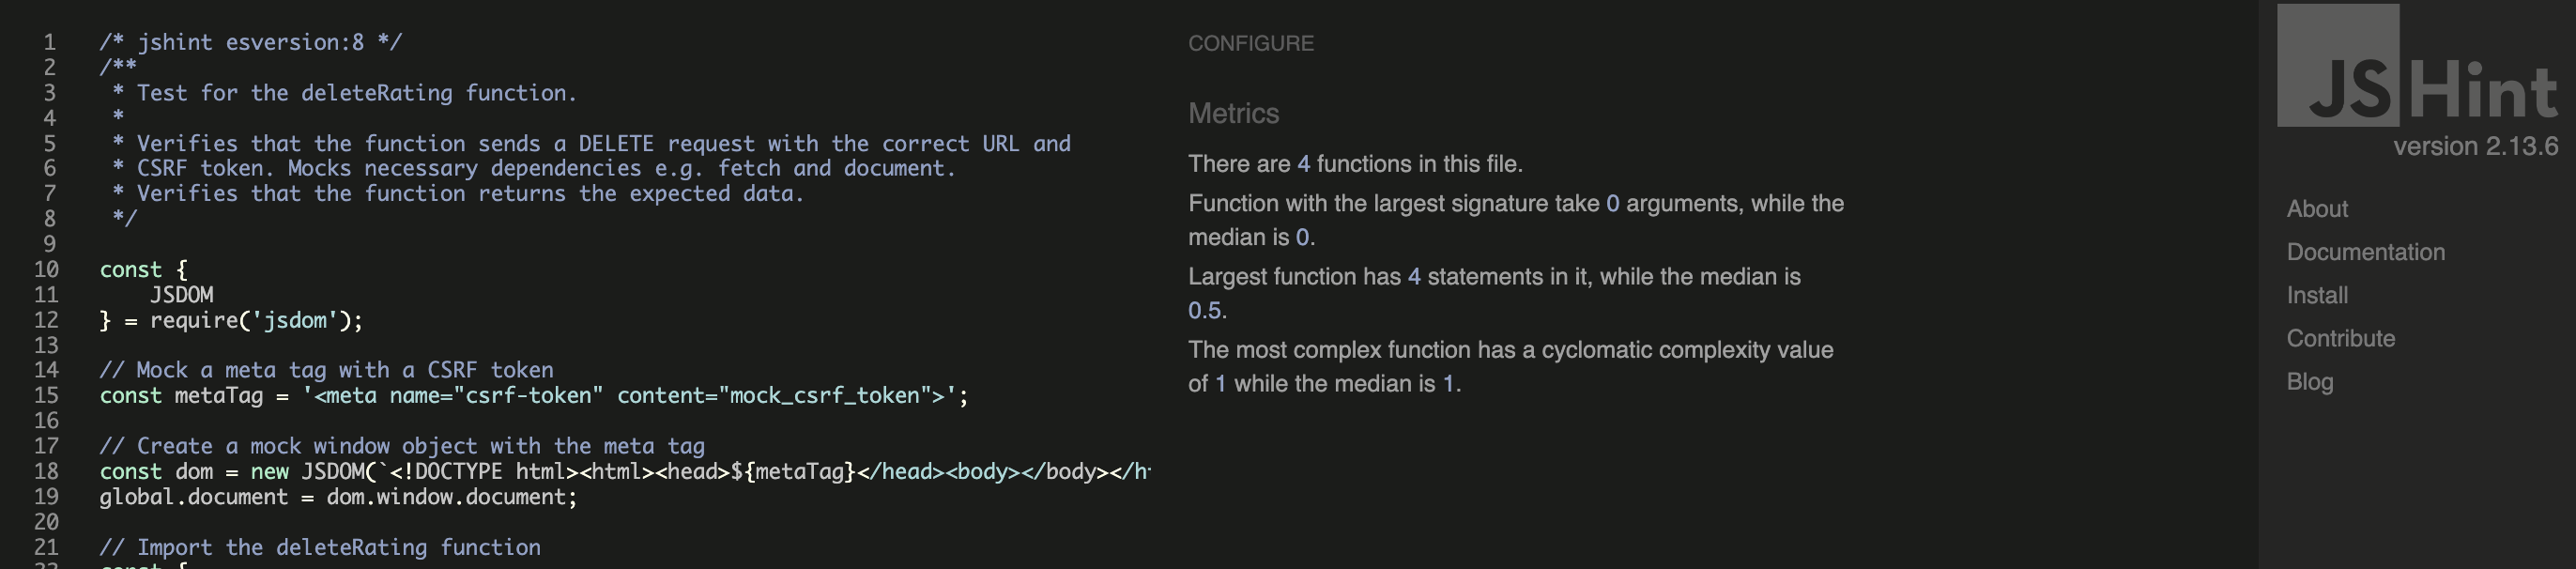 1 /* jshint esversion:8 */
2 /**
3 * Test for the deleteRating function.
4 *
5 * Verifies that the function sends a DELETE request with the correct URL and
6 * CSRF token. Mocks necessary dependencies e.g. fetch and document.
7 * Verifies that the function returns the expected data.
8 */
9
10 const {
11 JSDOM
12 } = require('jsdom');
13
14 // Mock a meta tag with a CSRF token
15 const metaTag = '<meta name="csrf-token" content="mock_csrf_token">';
16
17 // Create a mock window object with the meta tag
18 const dom = new JSDOM(`<!DOCTYPE html><html><head>${metaTag}</head><body></body></h
19 global.document = dom.window.document;
20
21 // Import the deleteRating function
CONFIGURE
Metrics
There are 4 functions in this file.
Function with the largest signature take 0 arguments, while the
median is 0.
Largest function has 4 statements in it, while the median is
0.5.
The most complex function has a cyclomatic complexity value
of 1 while the median is 1.
JSHint
version 2.13.6
About
Documentation
Install
Contribute
Blog